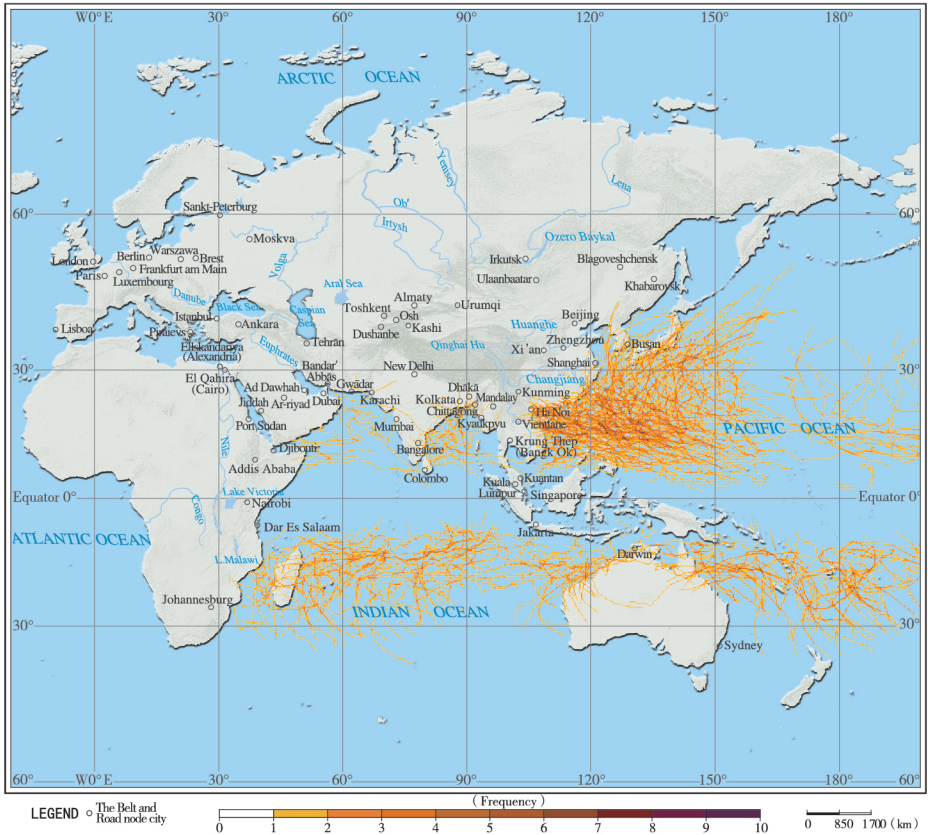 W0°E 30° 60° 90° 120° 150° 180°
ARCTIC OCEAN
Yenisey
Lena
Ob'
Irtysh
Sankt-Peterburg
60° 60°
Moskva
Ozero Baykal
London
Berlin
Warszawa
Brest
Irkutsk
Blagoveshchensk
Paris
Frankfurt am Main
Luxembourg
Volga
Ulaanbaatar
Khabarovsk
Aral Sea
Danube
Black Sea
Caspian
Sea
Almaty
Urumqi
Toshkent
Osh
Istanbul
Ankara
Dushanbe
Kashi
Huanghe
Beijing
Lisboa
Piraievs
Tehrān
Qinghai Hu
Xi'an
Zhengzhou
Busan
Eliskandariya
(Alexandria)
Euphrates
Shanghai
30° 30°
El Qahira
(Cairo)
Bandar'
Abbās
Gwādar
New Delhi
Changjiang
Ad Dawhah
Dubai
Karachi
Dhākā
Kunming
Jiddah
Ar-riyad
Kolkata
Mandalay
Chittagong
Ha Noi
Port Sudan
Mumbai
Kyaukpyu
Vientiane
PACIFIC OCEAN
Nile
Djibouti
Bangalore
Krung Thep
(Bangk Ok)
Addis Ababa
Colombo
Kuala
Lumpur
Kuantan
Equator 0° Equator 0°
Lake Victoria
Nairobi
Singapore
Congo
Dar Es Salaam
Jakarta
ATLANTIC OCEAN
L.Malawi
Darwin
Johannesburg
INDIAN OCEAN
30° 30°
Sydney
60° W0°E 30° 60° 90° 120° 150° 180° 60°
LEGEND The Belt and
Road node city
(Frequency)
0 1 2 3 4 5 6 7 8 9 10
0 850 1700 (km)